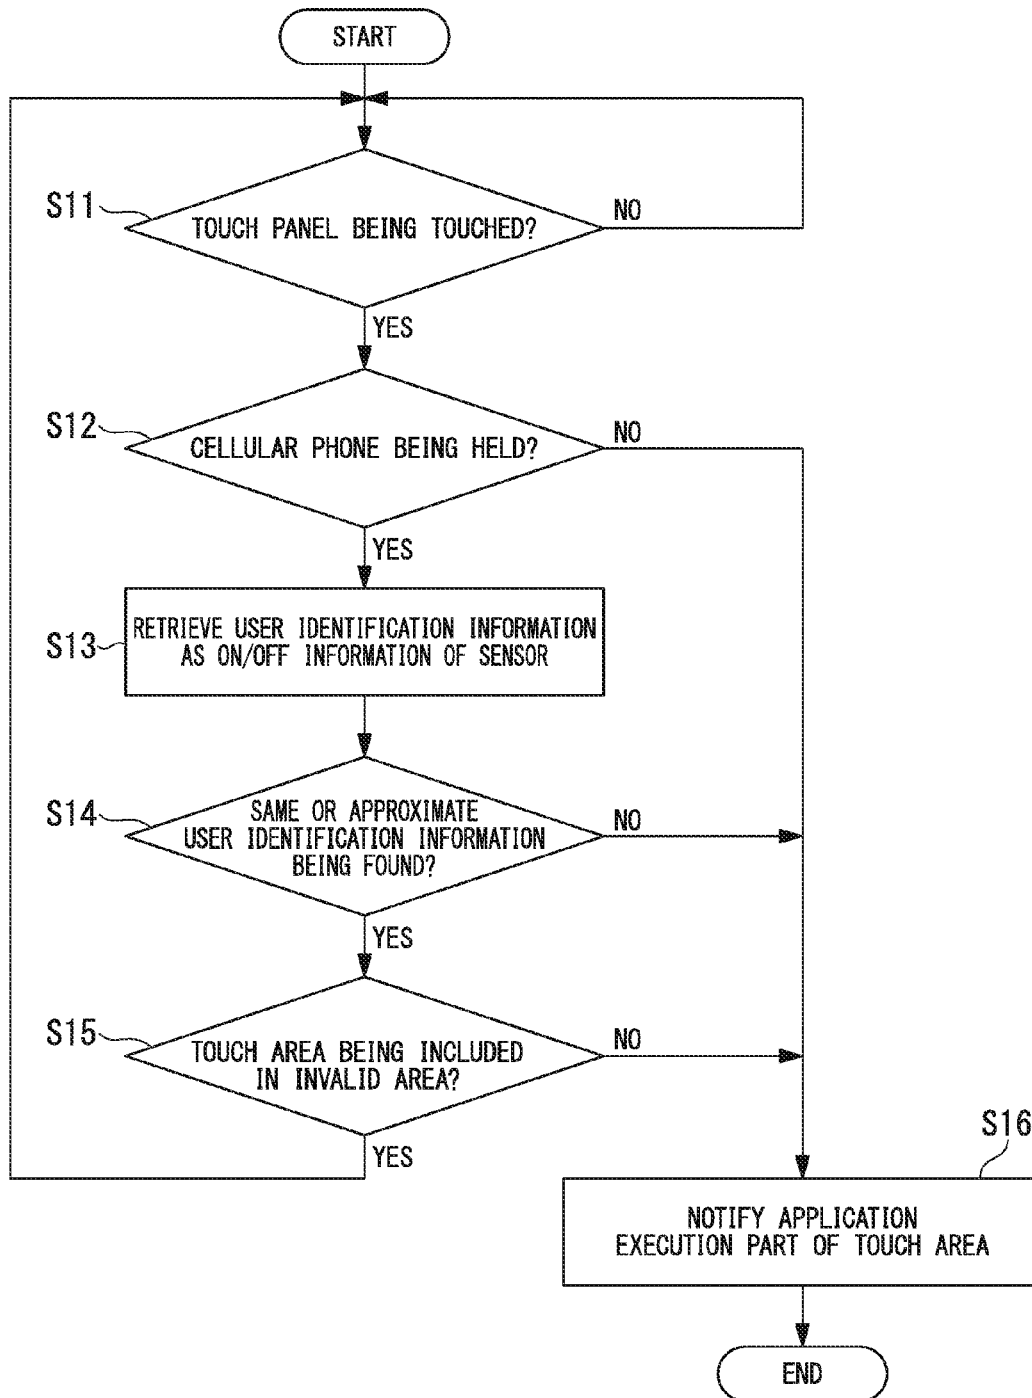 START
S11
TOUCH PANEL BEING TOUCHED?
NO
YES
S12
CELLULAR PHONE BEING HELD?
NO
YES
S13
RETRIEVE USER IDENTIFICATION INFORMATION
AS ON/OFF INFORMATION OF SENSOR
S14
SAME OR APPROXIMATE
USER IDENTIFICATION INFORMATION
BEING FOUND?
NO
YES
S15
TOUCH AREA BEING INCLUDED
IN INVALID AREA?
NO
YES
S16
NOTIFY APPLICATION
EXECUTION PART OF TOUCH AREA
END